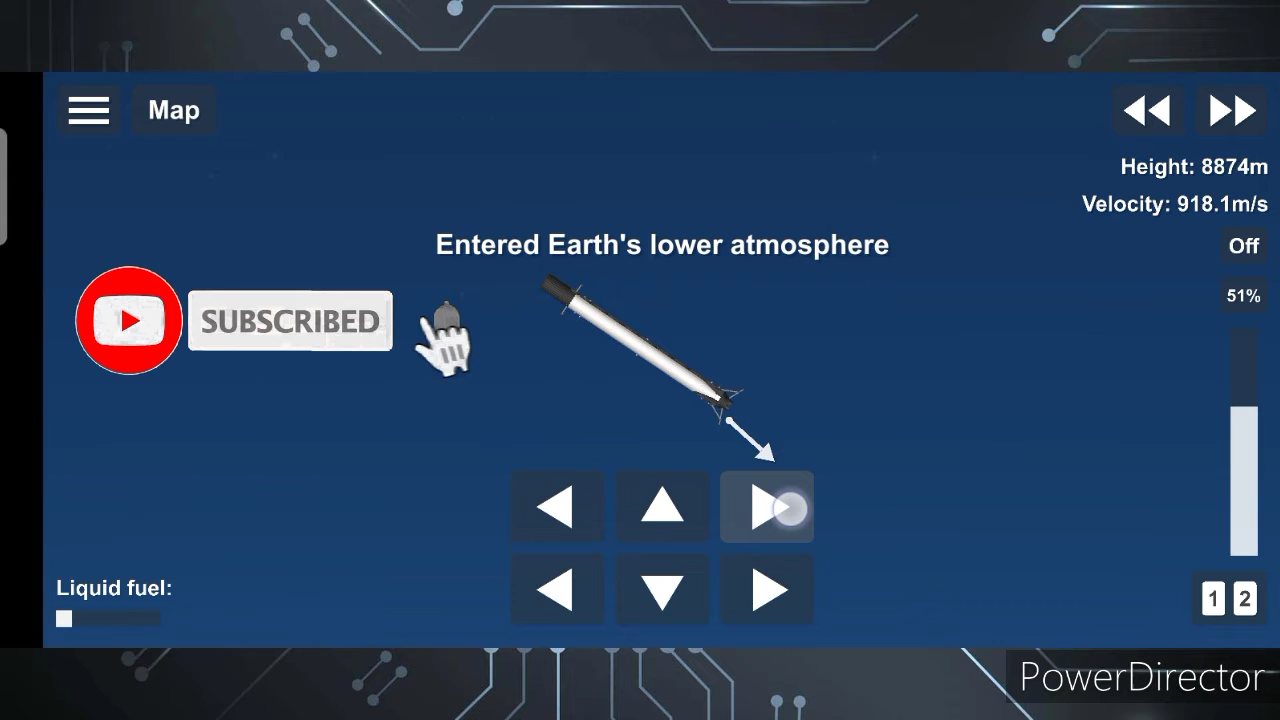 Map
Height: 8874m
Velocity: 918.1m/s
Entered Earth's lower atmosphere
Off
51%
SUBSCRIBED
Liquid fuel:
1 2
PowerDirector